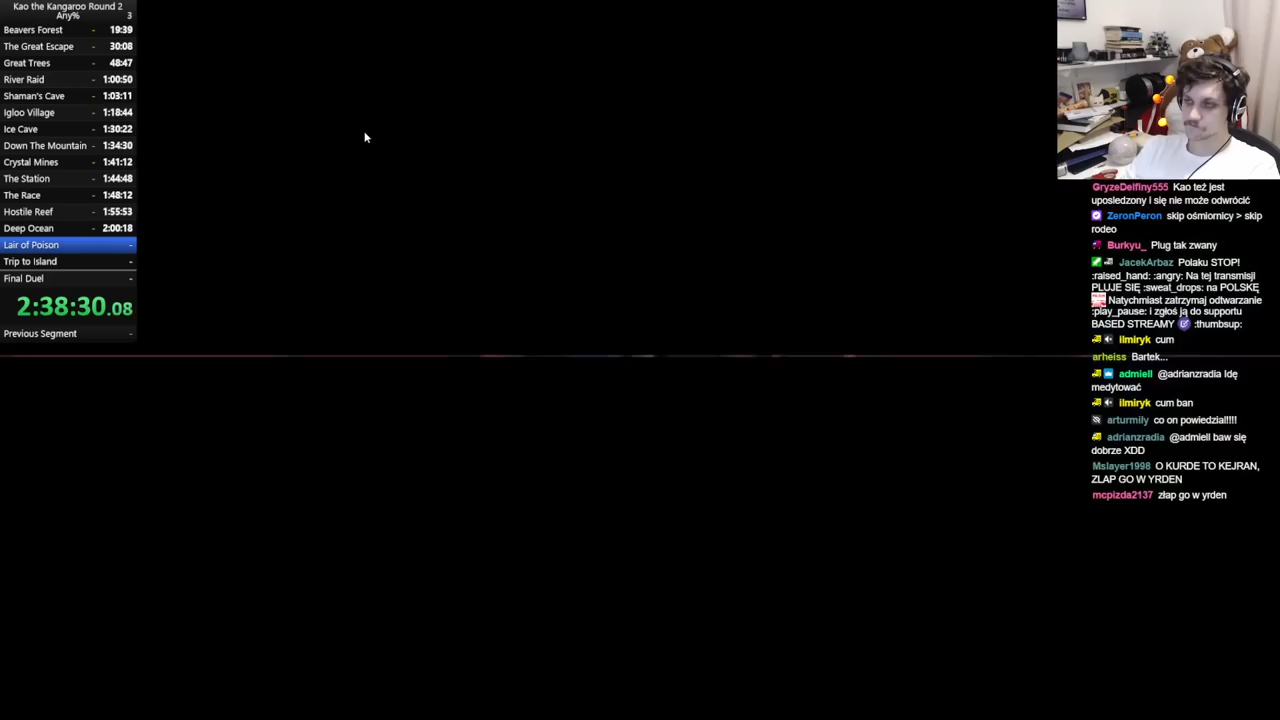 Kao the Kangaroo Round 2
Any% 3
Beavers Forest - 19:39
The Great Escape - 30:08
Great Trees - 48:47
River Raid - 1:00:50
Shaman's Cave - 1:03:11
Igloo Village - 1:18:44
Ice Cave - 1:30:22
Down The Mountain - 1:34:30
Crystal Mines - 1:41:12
The Station - 1:44:48
The Race - 1:48:12
Hostile Reef - 1:55:53
Deep Ocean - 2:00:18
Lair of Poison -
Trip to Island -
Final Duel -
2:38:30.08
Previous Segment -
GryzeDelfiny555 Kao też jest
uposledzony i się nie może odwrócić
ZeronPeron skip ośmiornicy > skip
rodeo
Burkyu_ Plug tak zwany
JacekArbaz Polaku STOP!
:raised_hand: :angry: Na tej transmisji
PLUJE SIĘ :sweat_drops: na POLSKĘ
Natychmiast zatrzymaj odtwarzanie
:play_pause: i zgłoś ją do supportu
BASED STREAMY :thumbsup:
ilmiryk cum
arheiss Bartek...
admiell @adrianzradia Idę
medytować
ilmiryk cum ban
arturmily co on powiedzial!!!!
adrianzradia @admiell baw się
dobrze XDD
Mslayer1998 O KURDE TO KEJRAN,
ZLAP GO W YRDEN
mcpizda2137 złap go w yrden